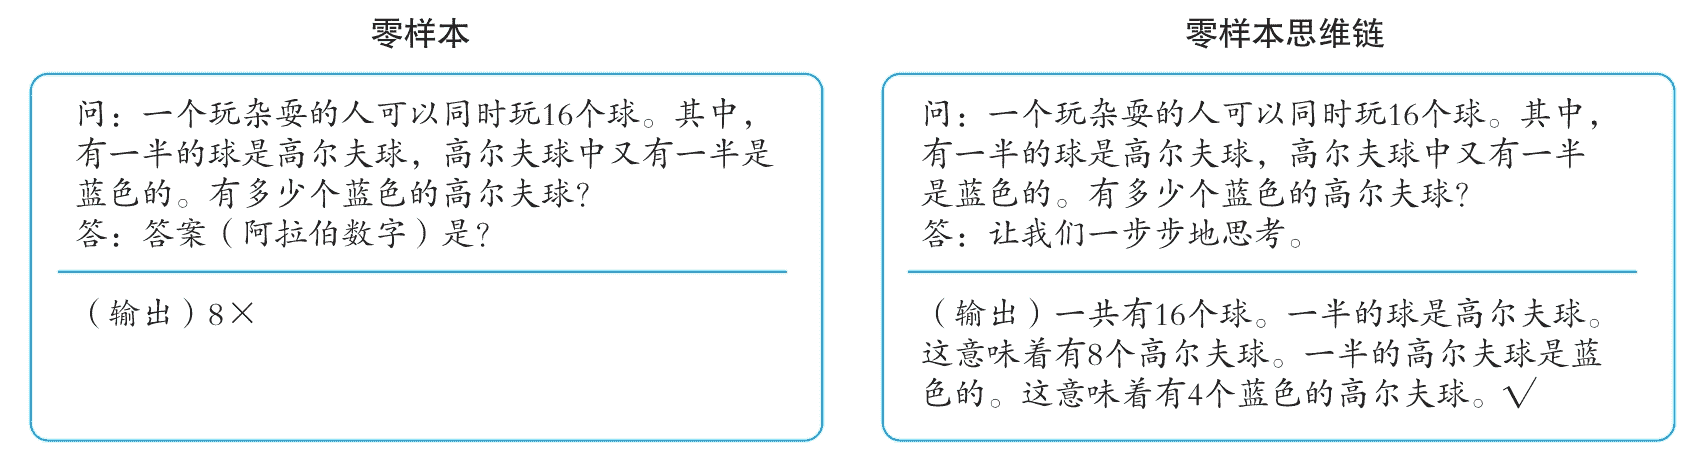 零样本
问：一个玩杂耍的人可以同时玩16个球。其中，
有一半的球是高尔夫球，高尔夫球中又有一半是
蓝色的。有多少个蓝色的高尔夫球？
答：答案（阿拉伯数字）是？
（输出）8×
零样本思维链
问：一个玩杂耍的人可以同时玩16个球。其中，
有一半的球是高尔夫球，高尔夫球中又有一半
是蓝色的。有多少个蓝色的高尔夫球？
答：让我们一步步地思考。
（输出）一共有16个球。一半的球是高尔夫球。
这意味着有8个高尔夫球。一半的高尔夫球是蓝
色的。这意味着有4个蓝色的高尔夫球。√